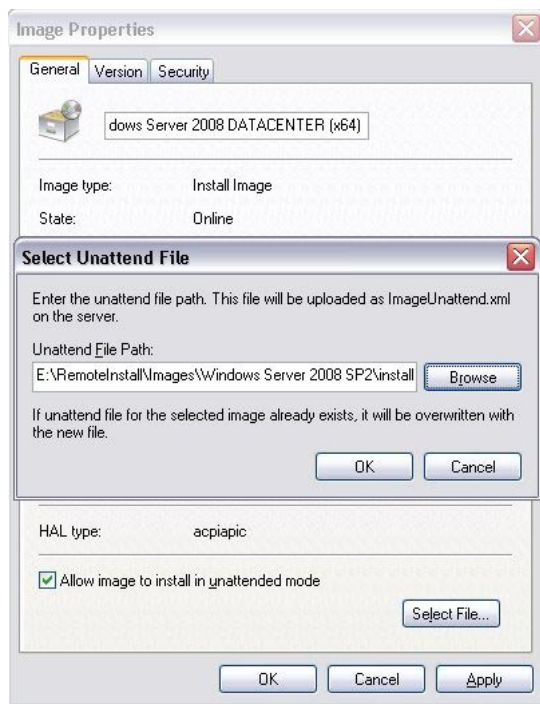 Image Properties
General Version Security
dows Server 2008 DATACENTER (x64)
Image type: Install Image
State: Online
Select Unattend File
Enter the unattend file path. This file will be uploaded as ImageUnattend.xml
on the server.
Unattend File Path:
E:\RemoteInstall\Images\Windows Server 2008 SP2\install
Browse
If unattend file for the selected image already exists, it will be overwritten with
the new file.
OK Cancel
HAL type: acpiapic
Allow image to install in unattended mode
Select File...
OK Cancel Apply